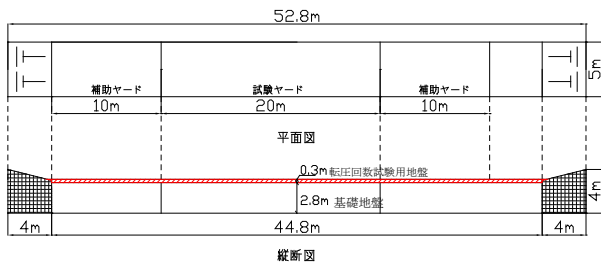 52.8m
5m
補助ヤード
試験ヤード
補助ヤード
10m
20m
10m
平面図
0.3m転圧回数試験用地盤
2.8m 基礎地盤
4m
4m
44.8m
4m
縦断図